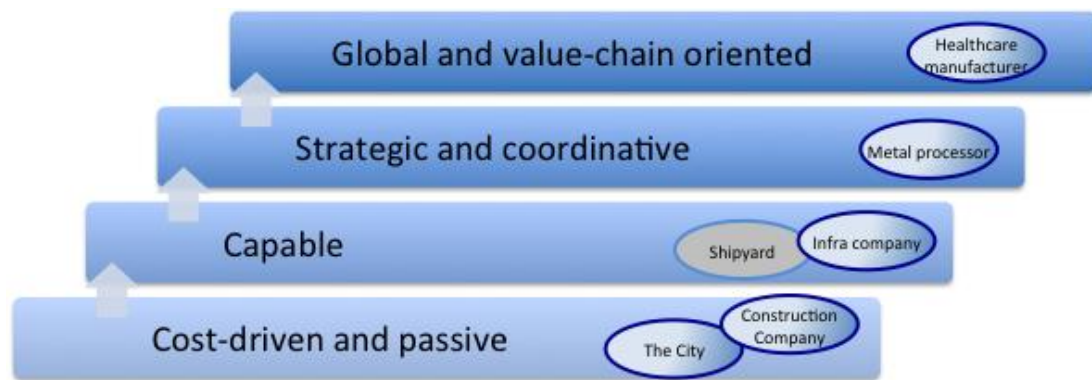 Global and value-chain oriented
Healthcare
manufacturer
Strategic and coordinative
Metal processor
Capable
Shipyard
Infra company
Cost-driven and passive
The City
Construction
Company